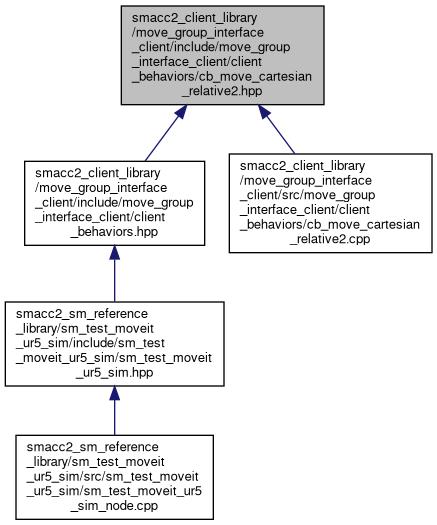 smacc2_client_library
/move_group_interface
_client/include/move_group
_interface_client/client
_behaviors/cb_move_cartesian
_relative2.hpp
smacc2_client_library
/move_group_interface
_client/include/move_group
_interface_client/client
_behaviors.hpp
smacc2_client_library
/move_group_interface
_client/src/move_group
_interface_client/client
_behaviors/cb_move_cartesian
_relative2.cpp
smacc2_sm_reference
_library/sm_test_moveit
_ur5_sim/include/sm_test
_moveit_ur5_sim/sm_test_moveit
_ur5_sim.hpp
smacc2_sm_reference
_library/sm_test_moveit
_ur5_sim/src/sm_test_moveit
_ur5_sim/sm_test_moveit_ur5
_sim_node.cpp